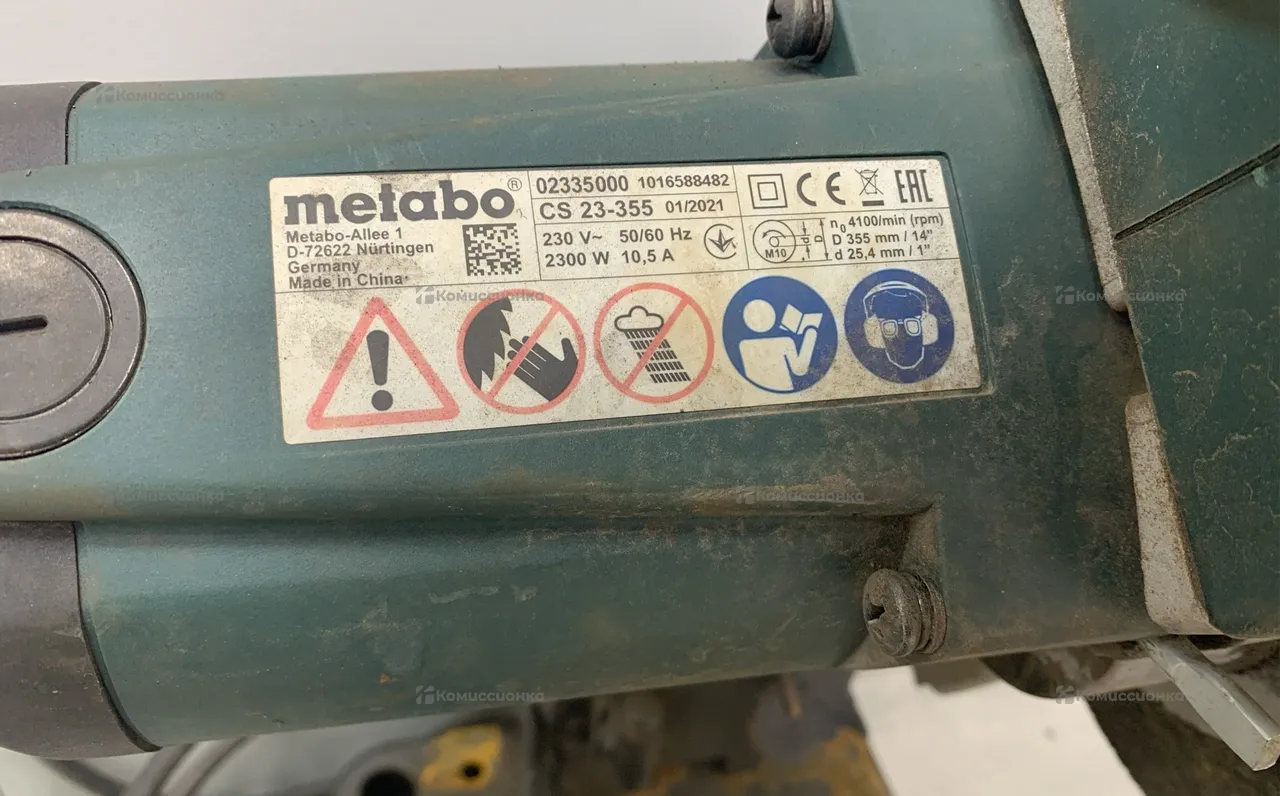 metabo®
Metabo-Allee 1
D-72622 Nürtingen
Germany
Made in China
02335000 1016588482
CS 23-355 01/2021
230 V~ 50/60 Hz
2300 W 10,5 A
CE EAC
M10 d D
n₀ 4100/min (rpm)
D 355 mm / 14"
d 25,4 mm / 1"
Комиссионка
Комиссионка
Комиссионка
Комиссионка
Комиссионка
Комиссионка
Комиссионка